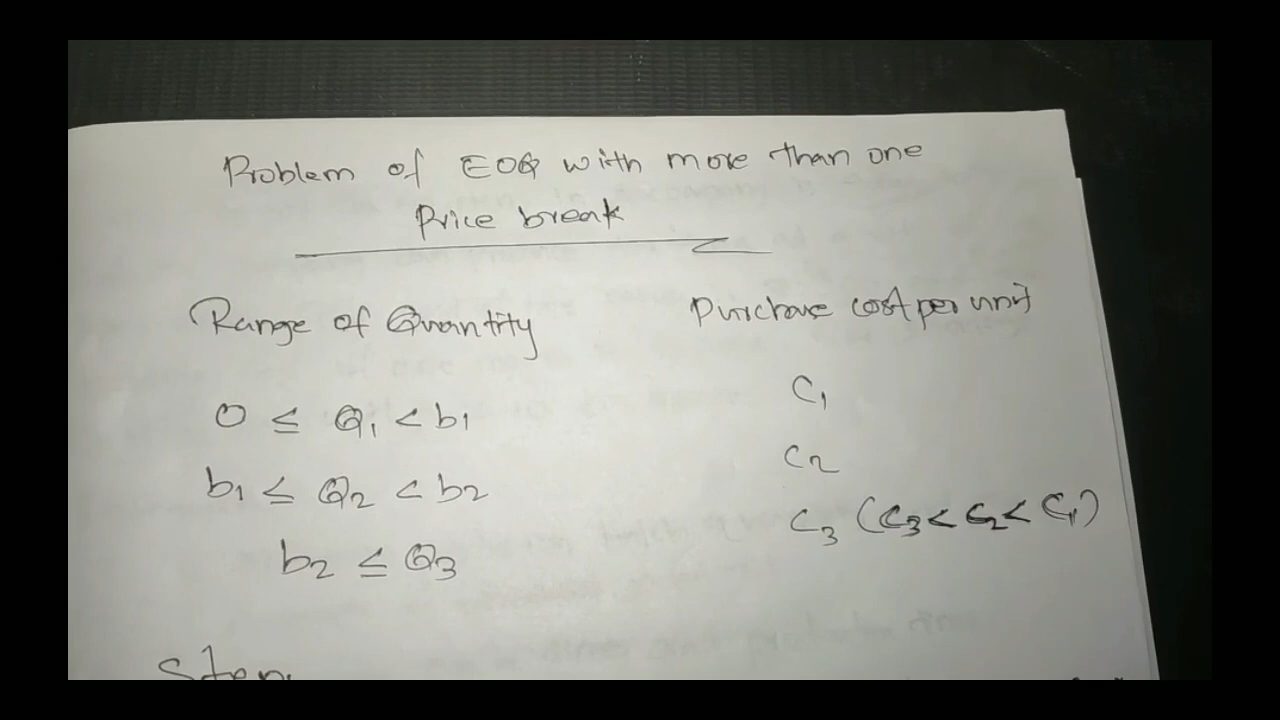 Problem of EOQ with more than one
Price break
Range of Quantity
Purchase cost per unit
0 ≤ Q₁ < b₁
C₁
b₁ ≤ Q₂ < b₂
C₂
b₂ ≤ Q₃
C₃ (C₃ < C₂ < C₁)